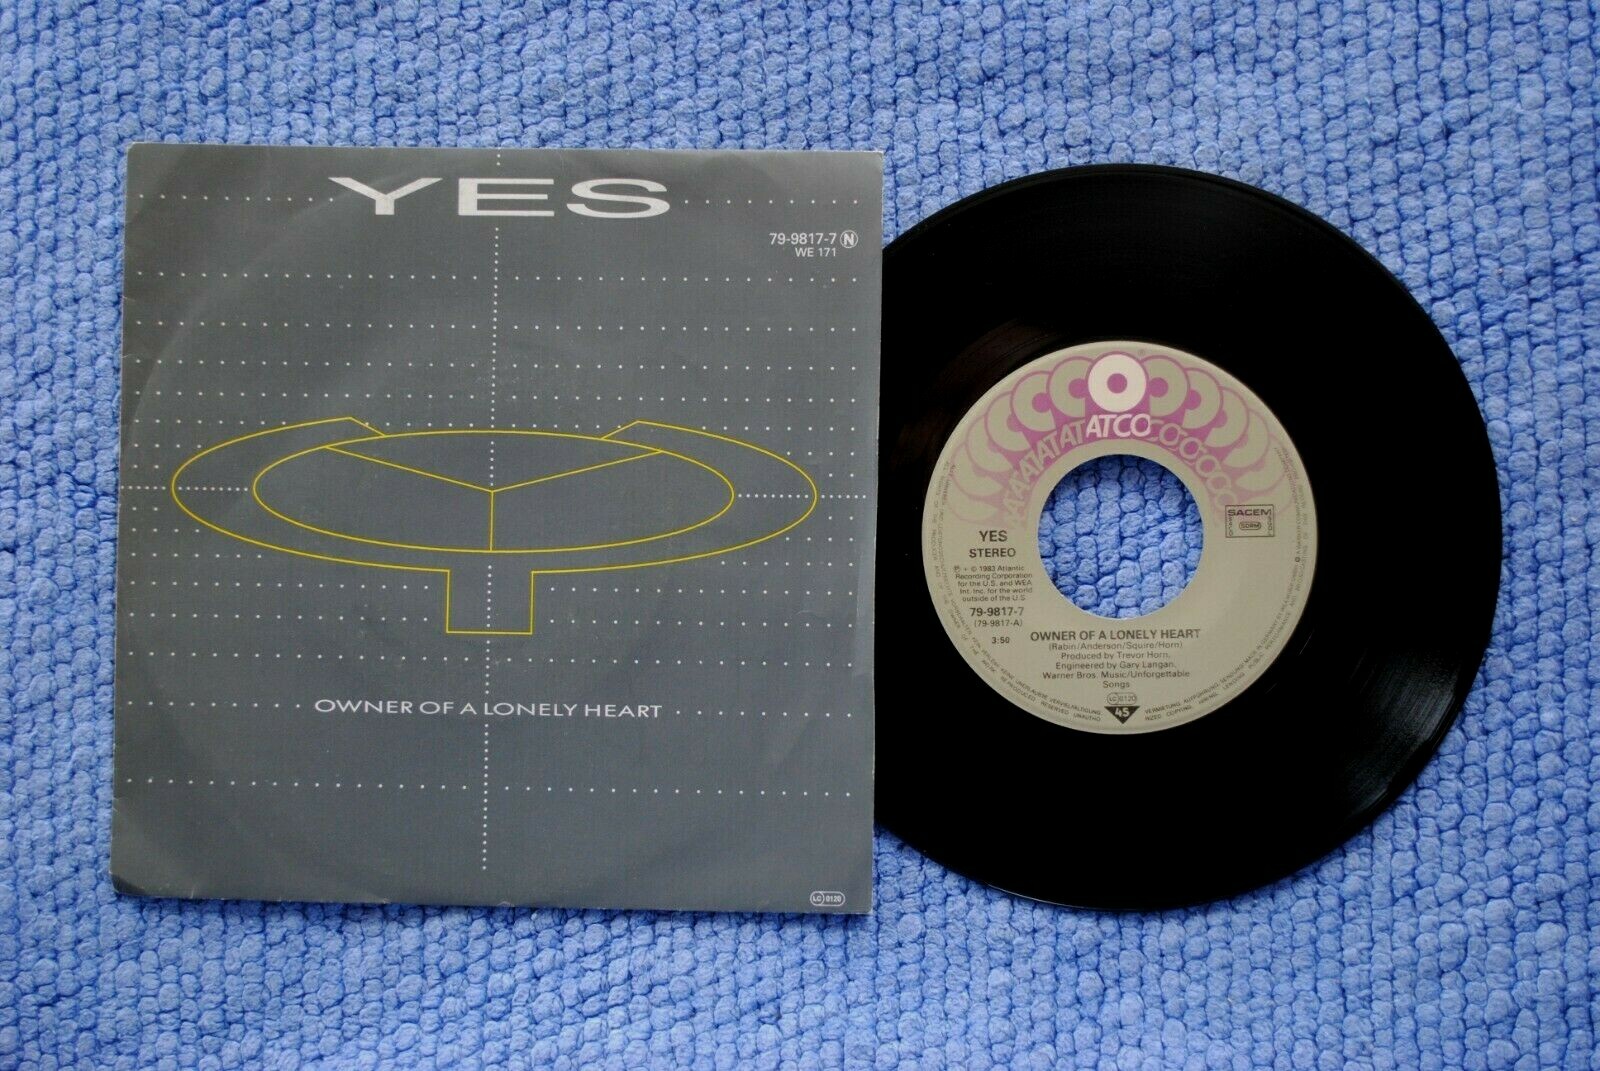 YES
79-9817-7 N
WE 171
OWNER OF A LONELY HEART
LC 0120
ATCO
SACEM
SDRM
YES
STEREO
℗ + © 1983 Atlantic
Recording Corporation
for the U.S. and WEA
Int. Inc. for the world
outside of the U.S.
79-9817-7
(79-9817-A)
3:50
OWNER OF A LONELY HEART
(Rabin/Anderson/Squire/Horn)
Produced by Trevor Horn.
Engineered by Gary Langan.
Warner Bros. Music/Unforgettable
Songs
LC 0120
45